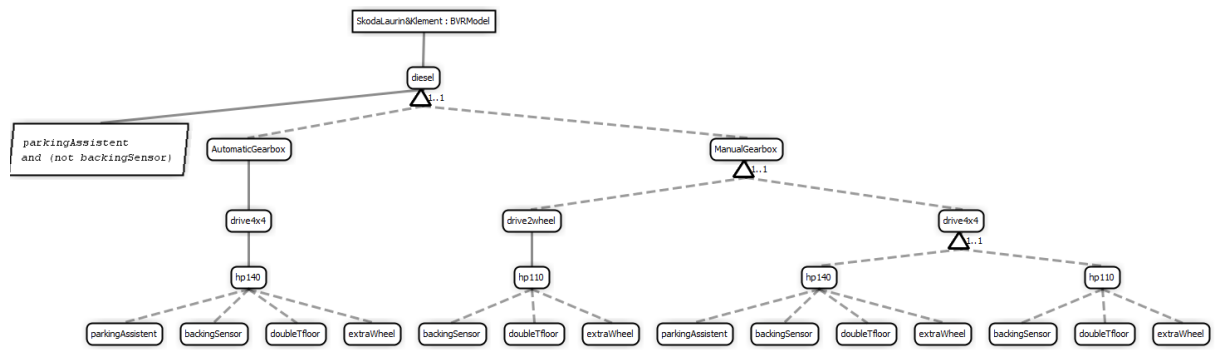 SkodaLaurin&Klement : BVRModel
diesel
1..1
parkingAssistent
and (not backingSensor)
AutomaticGearbox
ManualGearbox
1..1
drive4x4
drive2wheel
drive4x4
1..1
hp140
hp110
hp140
hp110
parkingAssistent
backingSensor
doubleTfloor
extraWheel
backingSensor
doubleTfloor
extraWheel
parkingAssistent
backingSensor
doubleTfloor
extraWheel
backingSensor
doubleTfloor
extraWheel